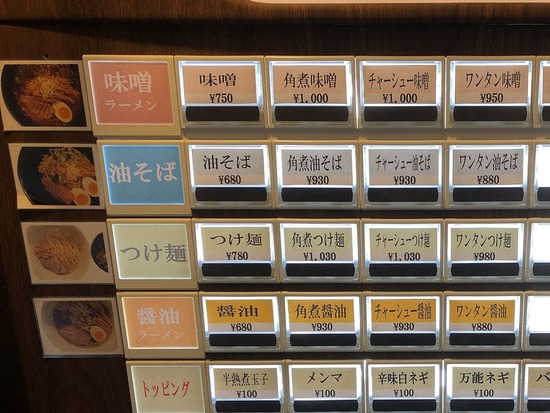 味噌
ラーメン
味噌
¥750
角煮味噌
¥1,000
チャーシュー味噌
¥1,000
ワンタン味噌
¥950
油そば
油そば
¥680
角煮油そば
¥930
チャーシュー油そば
¥930
ワンタン油そば
¥880
つけ麺
つけ麺
¥780
角煮つけ麺
¥1,030
チャーシューつけ麺
¥1,030
ワンタンつけ麺
¥980
醤油
ラーメン
醤油
¥680
角煮醤油
¥930
チャーシュー醤油
¥930
ワンタン醤油
¥880
トッピング
半熟煮玉子
¥100
メンマ
¥100
辛味白ネギ
¥100
万能ネギ
¥100